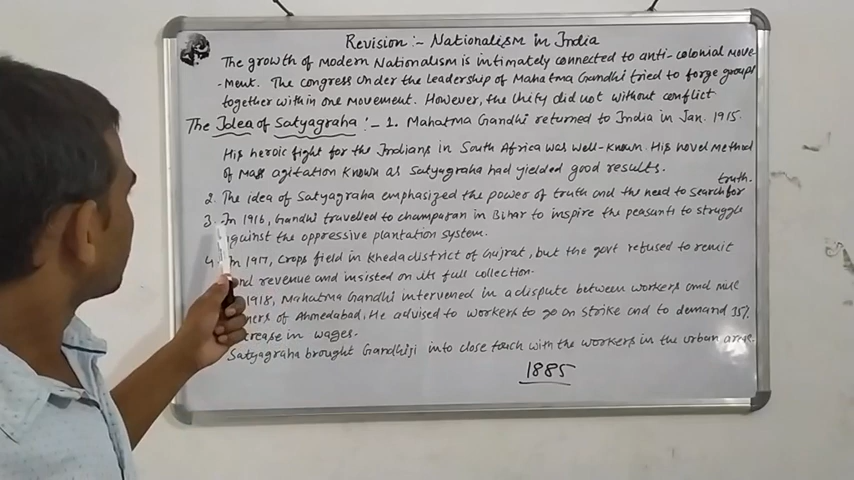 Revision :- Nationalism in India
The growth of modern Nationalism is intimately connected to anti-colonial move
-ment. The congress under the leadership of Mahatma Gandhi tried to forge groups
together within one movement. However, the Unity did not without conflict
The Idea of Satyagraha :- 1. Mahatma Gandhi returned to India in Jan. 1915.
His heroic fight for the Indians in South Africa was well-known. His novel method
of Mass agitation known as Satyagraha had yielded good results.
2. The idea of Satyagraha emphasized the power of truth and the need to search for truth.
3. In 1916, Gandhi travelled to champaran in Bihar to inspire the peasants to struggle
against the oppressive plantation system.
4. In 1917, Crops field in Kheda district of Gujrat, but the govt refused to remit
revenue and insisted on its full collection.
1918, Mahatma Gandhi intervened in a dispute between workers and mill
of Ahmedabad, He advised to workers to go on strike and to demand 35%
in wages.
Satyagraha brought Gandhiji into close touch with the workers in the urban
1885